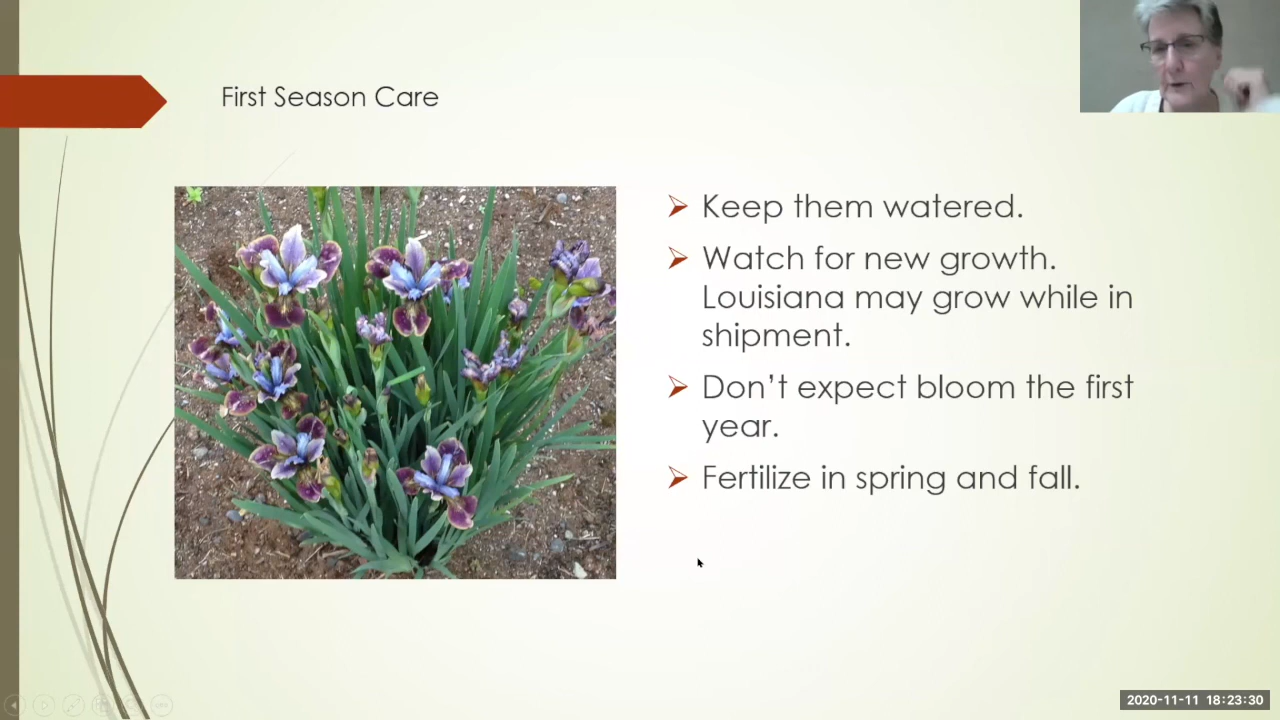 First Season Care
Keep them watered.
Watch for new growth.
Louisiana may grow while in
shipment.
Don't expect bloom the first
year.
Fertilize in spring and fall.
2020-11-11 18:23:30